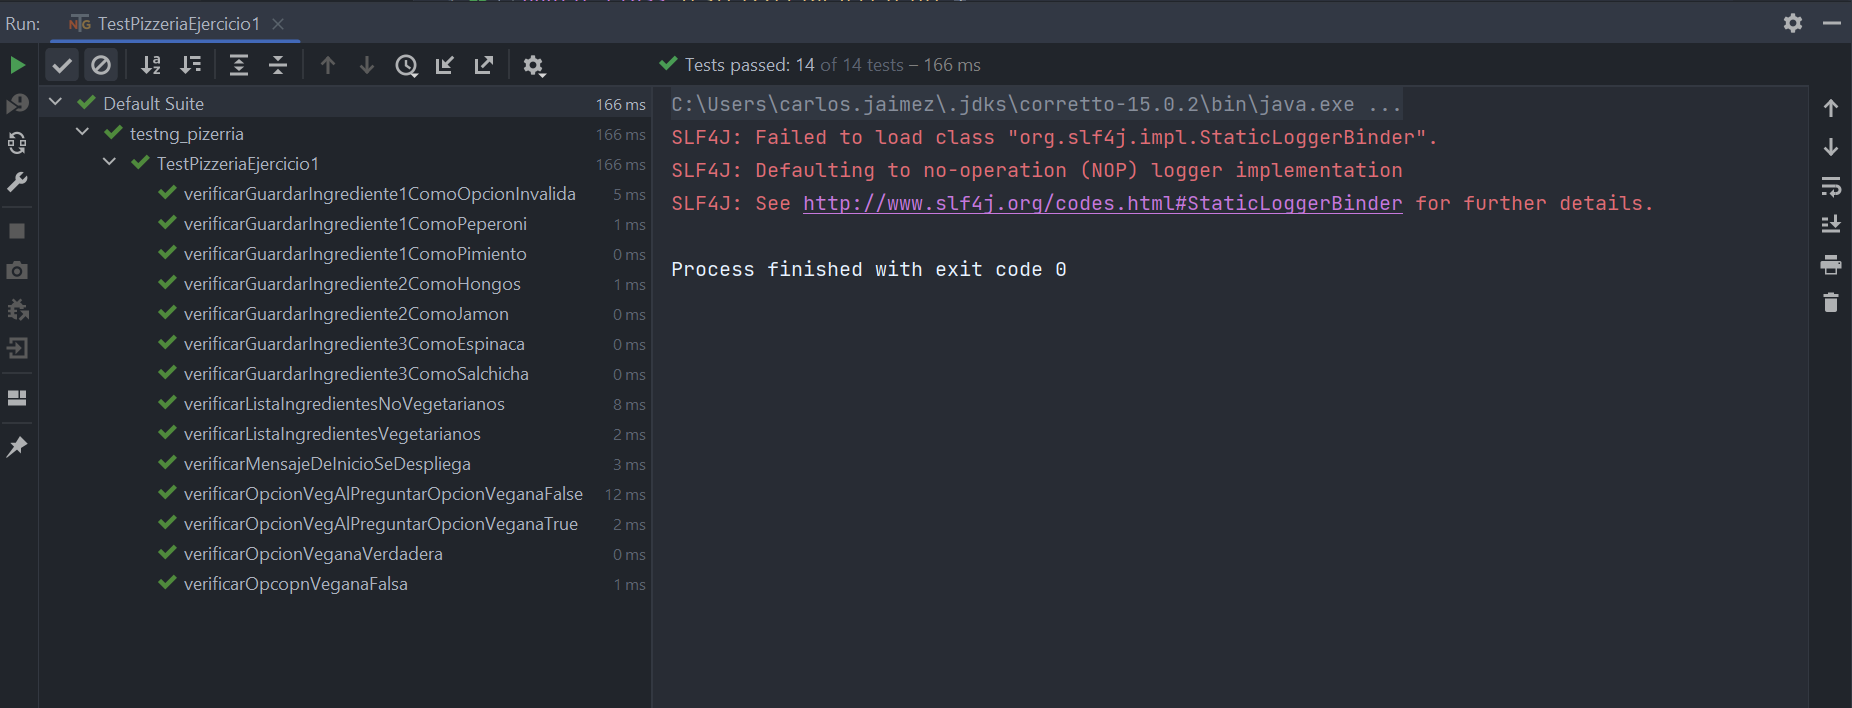 Run: TestPizzeriaEjercicio1
Tests passed: 14 of 14 tests – 166 ms
Default Suite 166 ms
testng_pizerria 166 ms
TestPizzeriaEjercicio1 166 ms
verificarGuardarIngrediente1ComoOpcionInvalida 5 ms
verificarGuardarIngrediente1ComoPeperoni 1 ms
verificarGuardarIngrediente1ComoPimiento 0 ms
verificarGuardarIngrediente2ComoHongos 1 ms
verificarGuardarIngrediente2ComoJamon 0 ms
verificarGuardarIngrediente3ComoEspinaca 0 ms
verificarGuardarIngrediente3ComoSalchicha 0 ms
verificarListaIngredientesNoVegetarianos 8 ms
verificarListaIngredientesVegetarianos 2 ms
verificarMensajeDeInicioSeDespliega 3 ms
verificarOpcionVegAlPreguntarOpcionVeganaFalse 12 ms
verificarOpcionVegAlPreguntarOpcionVeganaTrue 2 ms
verificarOpcionVeganaVerdadera 0 ms
verificarOpcopnVeganaFalsa 1 ms
C:\Users\carlos.jaimez\.jdks\corretto-15.0.2\bin\java.exe ...
SLF4J: Failed to load class "org.slf4j.impl.StaticLoggerBinder".
SLF4J: Defaulting to no-operation (NOP) logger implementation
SLF4J: See http://www.slf4j.org/codes.html#StaticLoggerBinder for further details.
Process finished with exit code 0